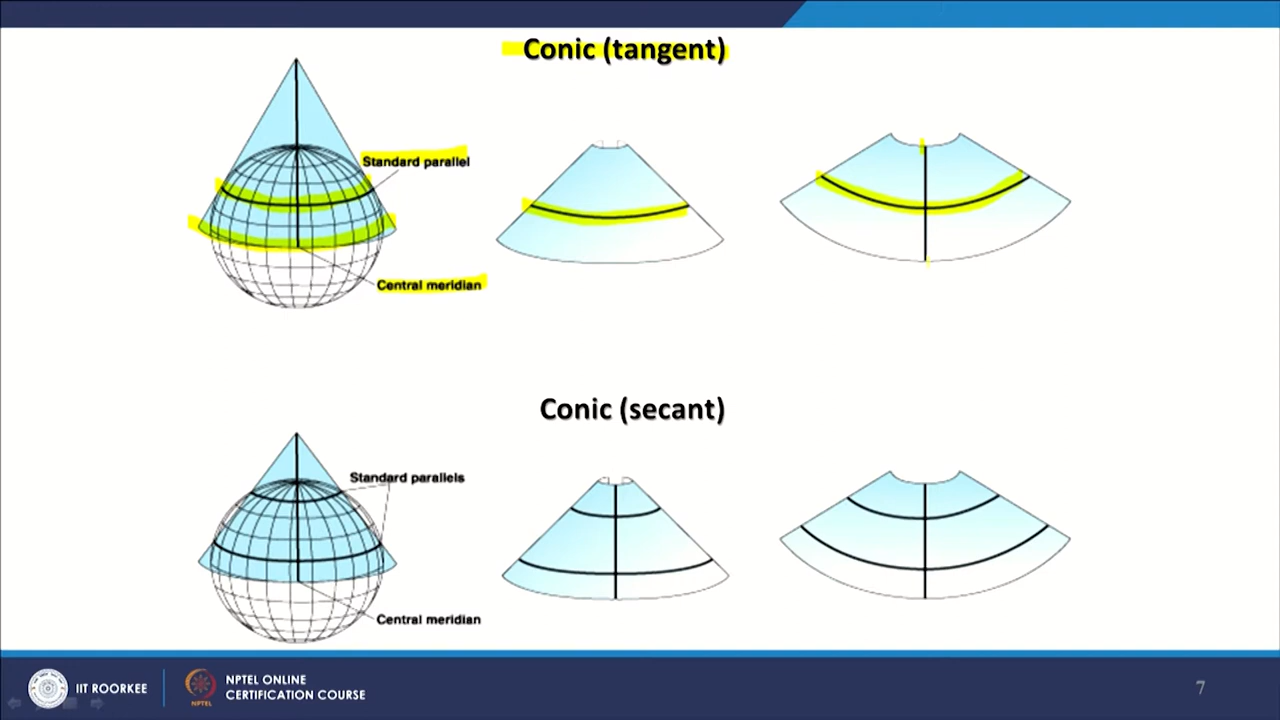 Conic (tangent)
Standard parallel
Central meridian
Conic (secant)
Standard parallels
Central meridian
IIT ROORKEE
NPTEL
NPTEL ONLINE
CERTIFICATION COURSE
7